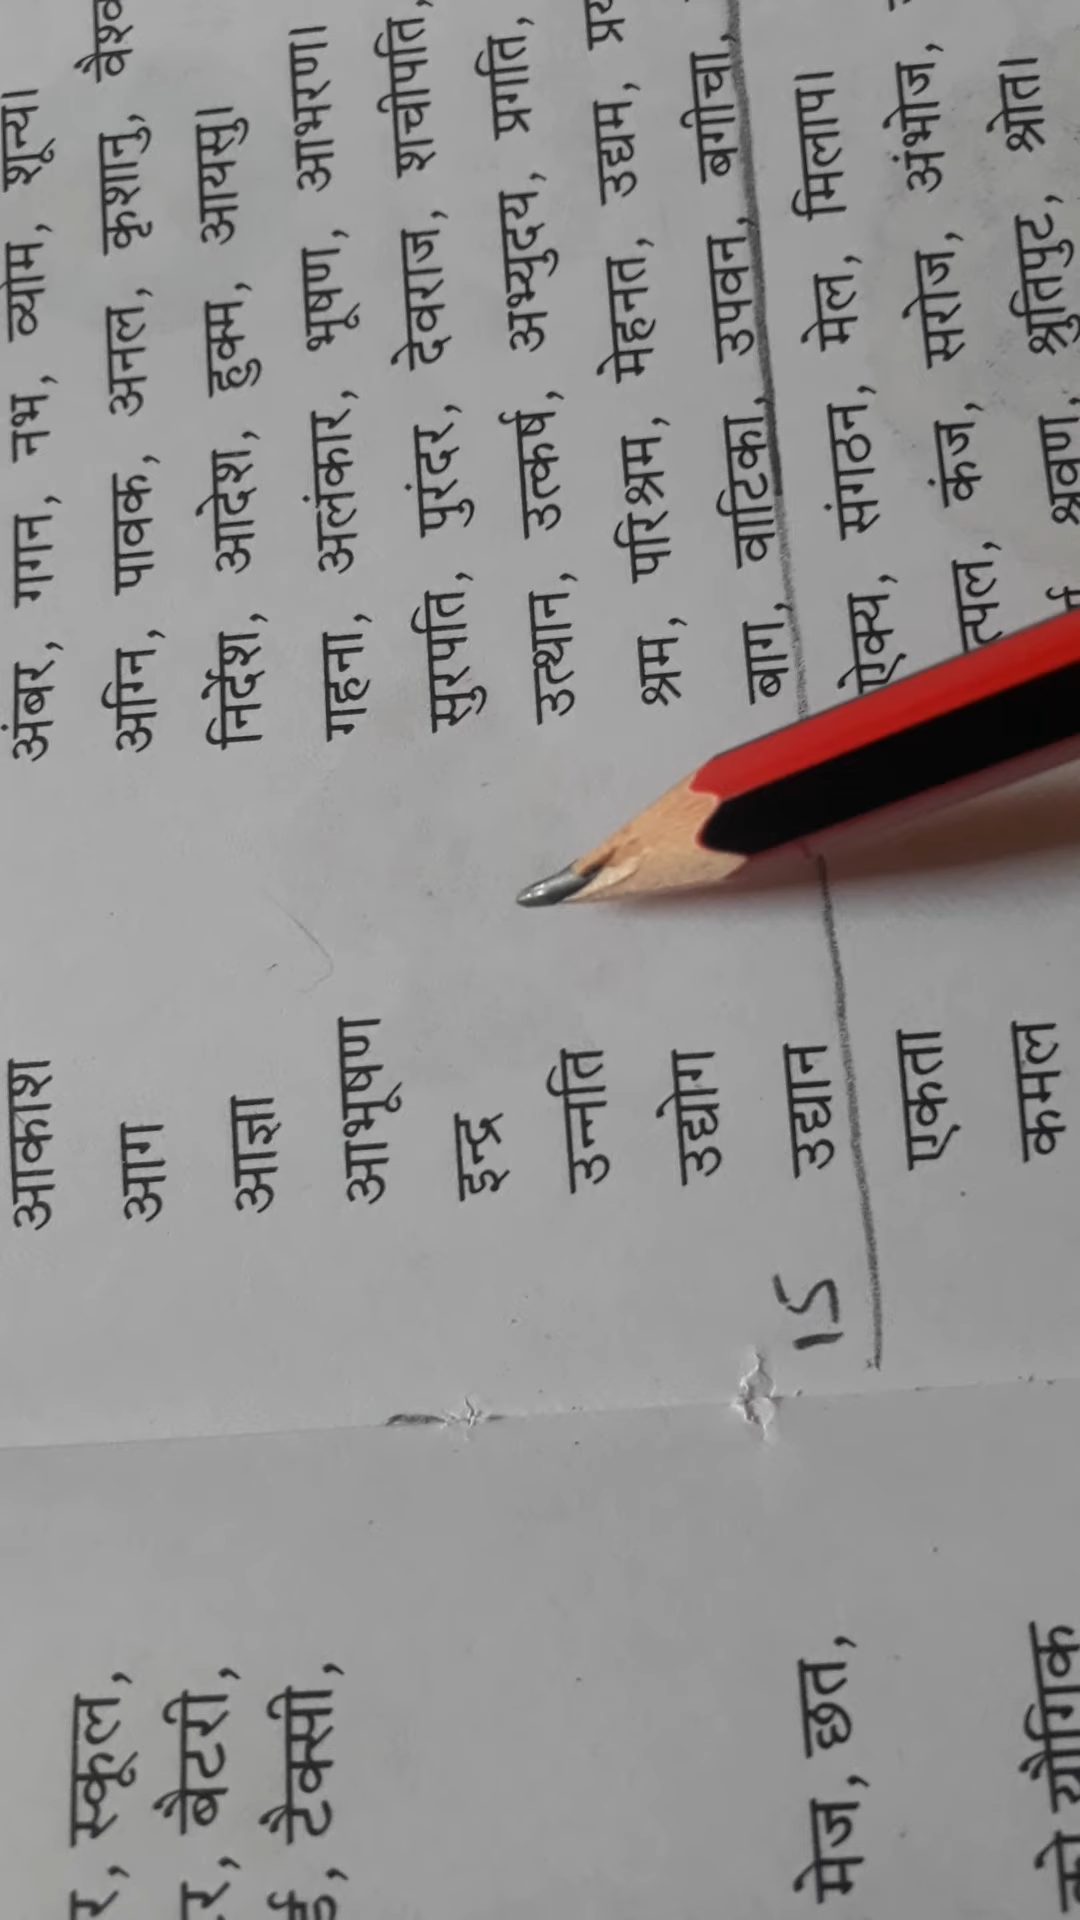 स्कूल,
बैटरी,
टैक्सी,
मेज, छत,
यौगिक
आकाश अंबर, गगन, नभ, व्योम, शून्य।
आग अग्नि, पावक, अनल, कृशानु,
आज्ञा निर्देश, आदेश, हुक्म, आयसु।
आभूषण गहना, अलंकार, भूषण, आभरण।
इन्द्र सुरपति, पुरंदर, देवराज, शचीपति,
उन्नति उत्थान, उत्कर्ष, अभ्युदय, प्रगति,
उद्योग श्रम, परिश्रम, मेहनत, उद्यम,
15 उद्यान बाग, वाटिका, उपवन, बगीचा,
एकता ऐक्य, संगठन, मेल, मिलाप।
कमल कंज, सरोज, अंभोज,
श्रवण, श्रुतिपुट, श्रोत।